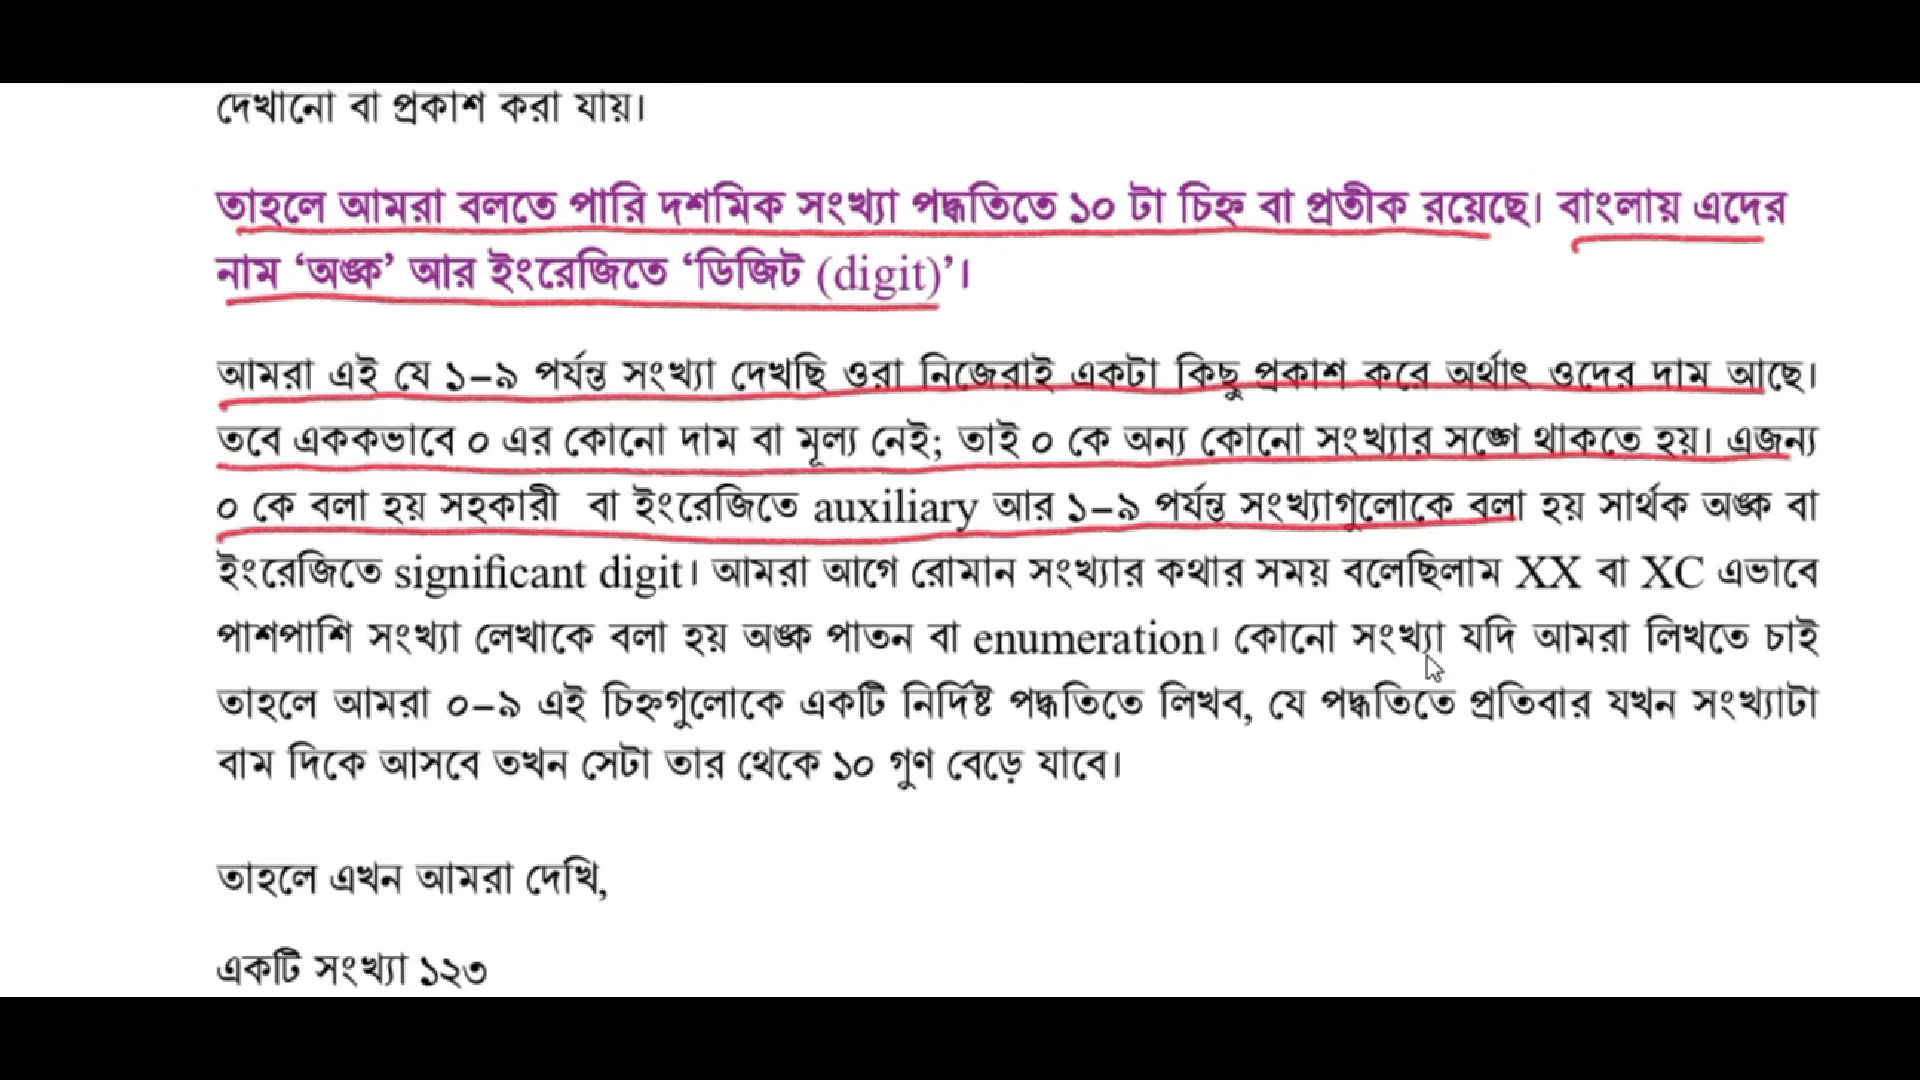 দেখানো বা প্রকাশ করা যায়।
তাহলে আমরা বলতে পারি দশমিক সংখ্যা পদ্ধতিতে ১০ টা চিহ্ন বা প্রতীক রয়েছে। বাংলায় এদের
নাম ‘অঙ্ক’ আর ইংরেজিতে ‘ডিজিট (digit)’।
আমরা এই যে ১–৯ পর্যন্ত সংখ্যা দেখছি ওরা নিজেরাই একটা কিছু প্রকাশ করে অর্থাৎ ওদের দাম আছে।
তবে এককভাবে ০ এর কোনো দাম বা মূল্য নেই; তাই ০ কে অন্য কোনো সংখ্যার সঙ্গে থাকতে হয়। এজন্য
০ কে বলা হয় সহকারী বা ইংরেজিতে auxiliary আর ১–৯ পর্যন্ত সংখ্যাগুলোকে বলা হয় সার্থক অঙ্ক বা
ইংরেজিতে significant digit। আমরা আগে রোমান সংখ্যার কথার সময় বলেছিলাম XX বা XC এভাবে
পাশপাশি সংখ্যা লেখাকে বলা হয় অঙ্ক পাতন বা enumeration। কোনো সংখ্যা যদি আমরা লিখতে চাই
তাহলে আমরা ০–৯ এই চিহ্নগুলোকে একটি নির্দিষ্ট পদ্ধতিতে লিখব, যে পদ্ধতিতে প্রতিবার যখন সংখ্যাটা
বাম দিকে আসবে তখন সেটা তার থেকে ১০ গুণ বেড়ে যাবে।
তাহলে এখন আমরা দেখি,
একটি সংখ্যা ১২৩